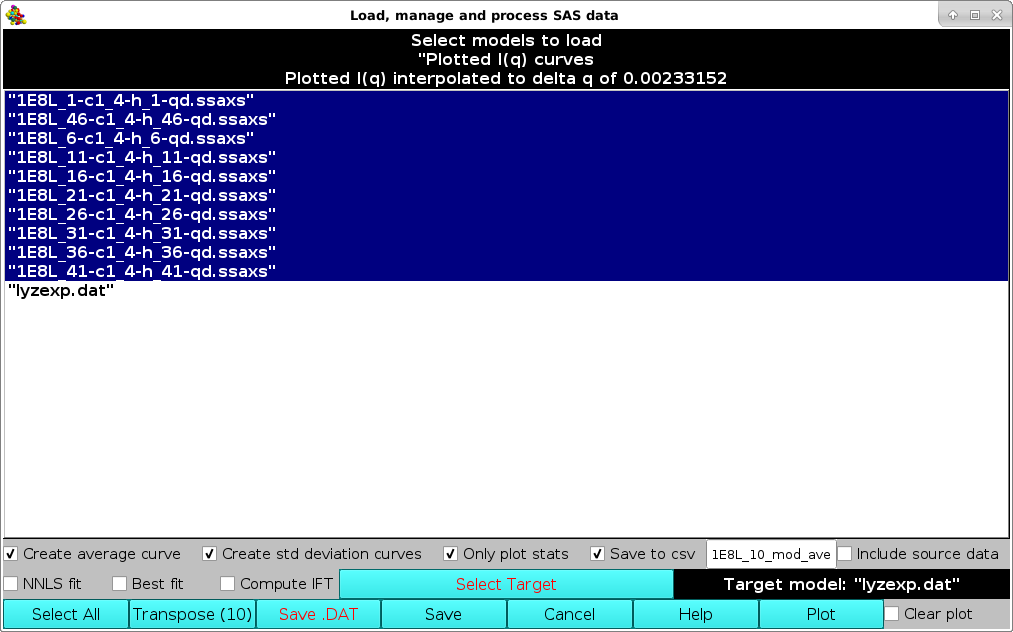 Load, manage and process SAS data
Select models to load
"Plotted I(q) curves
Plotted I(q) interpolated to delta q of 0.00233152
"1E8L_1-c1_4-h_1-qd.ssaxs"
"1E8L_46-c1_4-h_46-qd.ssaxs"
"1E8L_6-c1_4-h_6-qd.ssaxs"
"1E8L_11-c1_4-h_11-qd.ssaxs"
"1E8L_16-c1_4-h_16-qd.ssaxs"
"1E8L_21-c1_4-h_21-qd.ssaxs"
"1E8L_26-c1_4-h_26-qd.ssaxs"
"1E8L_31-c1_4-h_31-qd.ssaxs"
"1E8L_36-c1_4-h_36-qd.ssaxs"
"1E8L_41-c1_4-h_41-qd.ssaxs"
"lyzexp.dat"
Create average curve Create std deviation curves Only plot stats Save to csv 1E8L_10_mod_ave Include source data
NNLS fit Best fit Compute IFT Select Target Target model: "lyzexp.dat"
Select All Transpose (10) Save .DAT Save Cancel Help Plot Clear plot